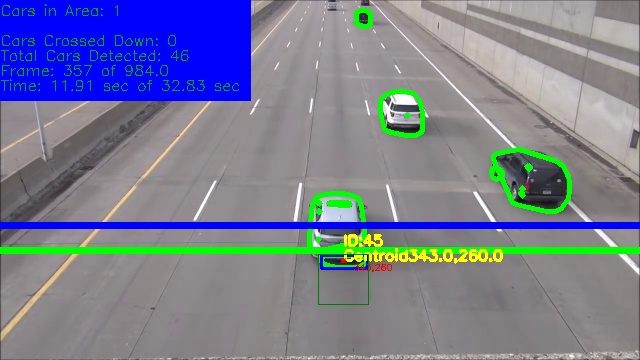 Cars in Area: 1
Cars Crossed Down: 0
Total Cars Detected: 46
Frame: 357 of 984.0
Time: 11.91 sec of 32.83 sec
ID:45
Centroid343.0,260.0